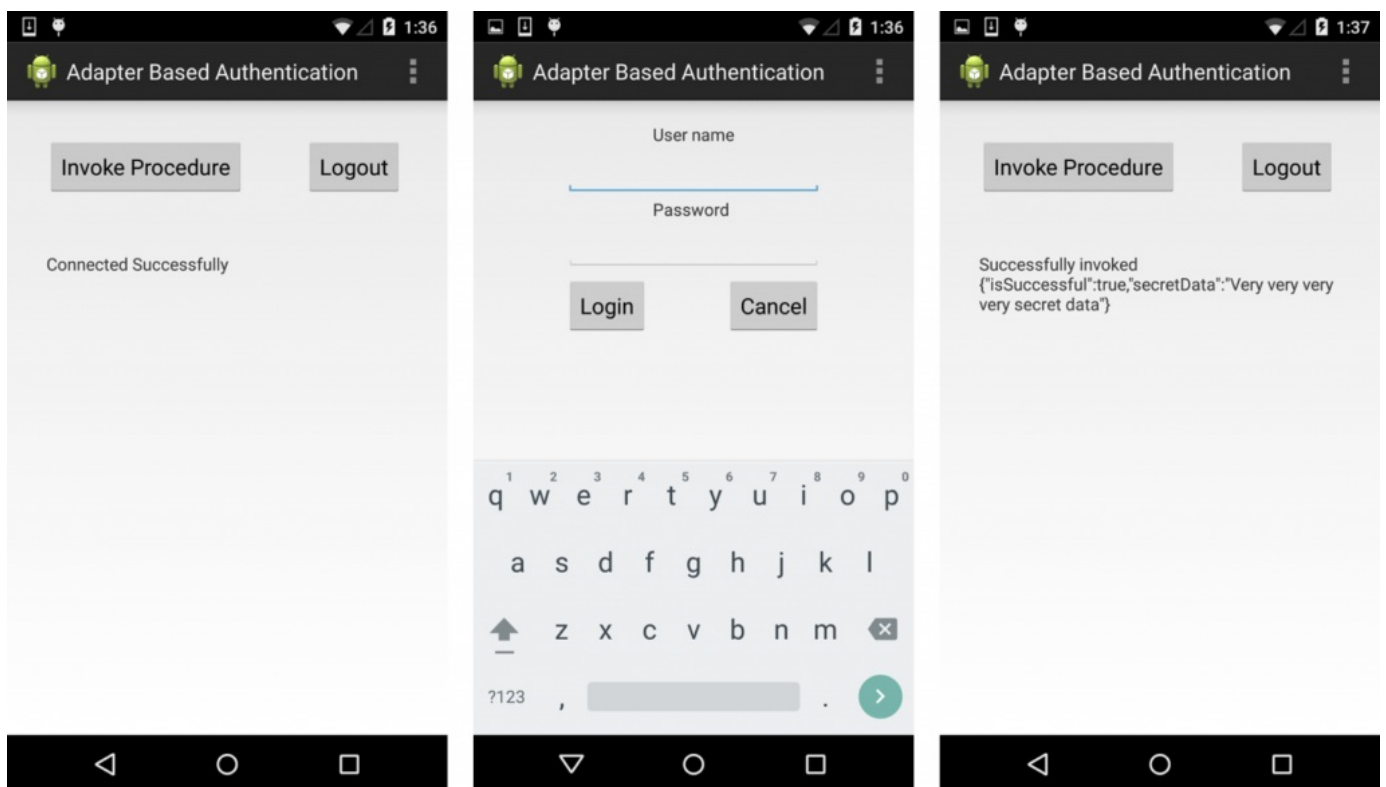 1:36
Adapter Based Authentication
Invoke Procedure
Logout
Connected Successfully
1:36
Adapter Based Authentication
User name
Password
Login
Cancel
1 2 3 4 5 6 7 8 9 0
q w e r t y u i o p
a s d f g h j k l
z x c v b n m
?123 , .
1:37
Adapter Based Authentication
Invoke Procedure
Logout
Successfully invoked
{"isSuccessful":true,"secretData":"Very very very
very secret data"}